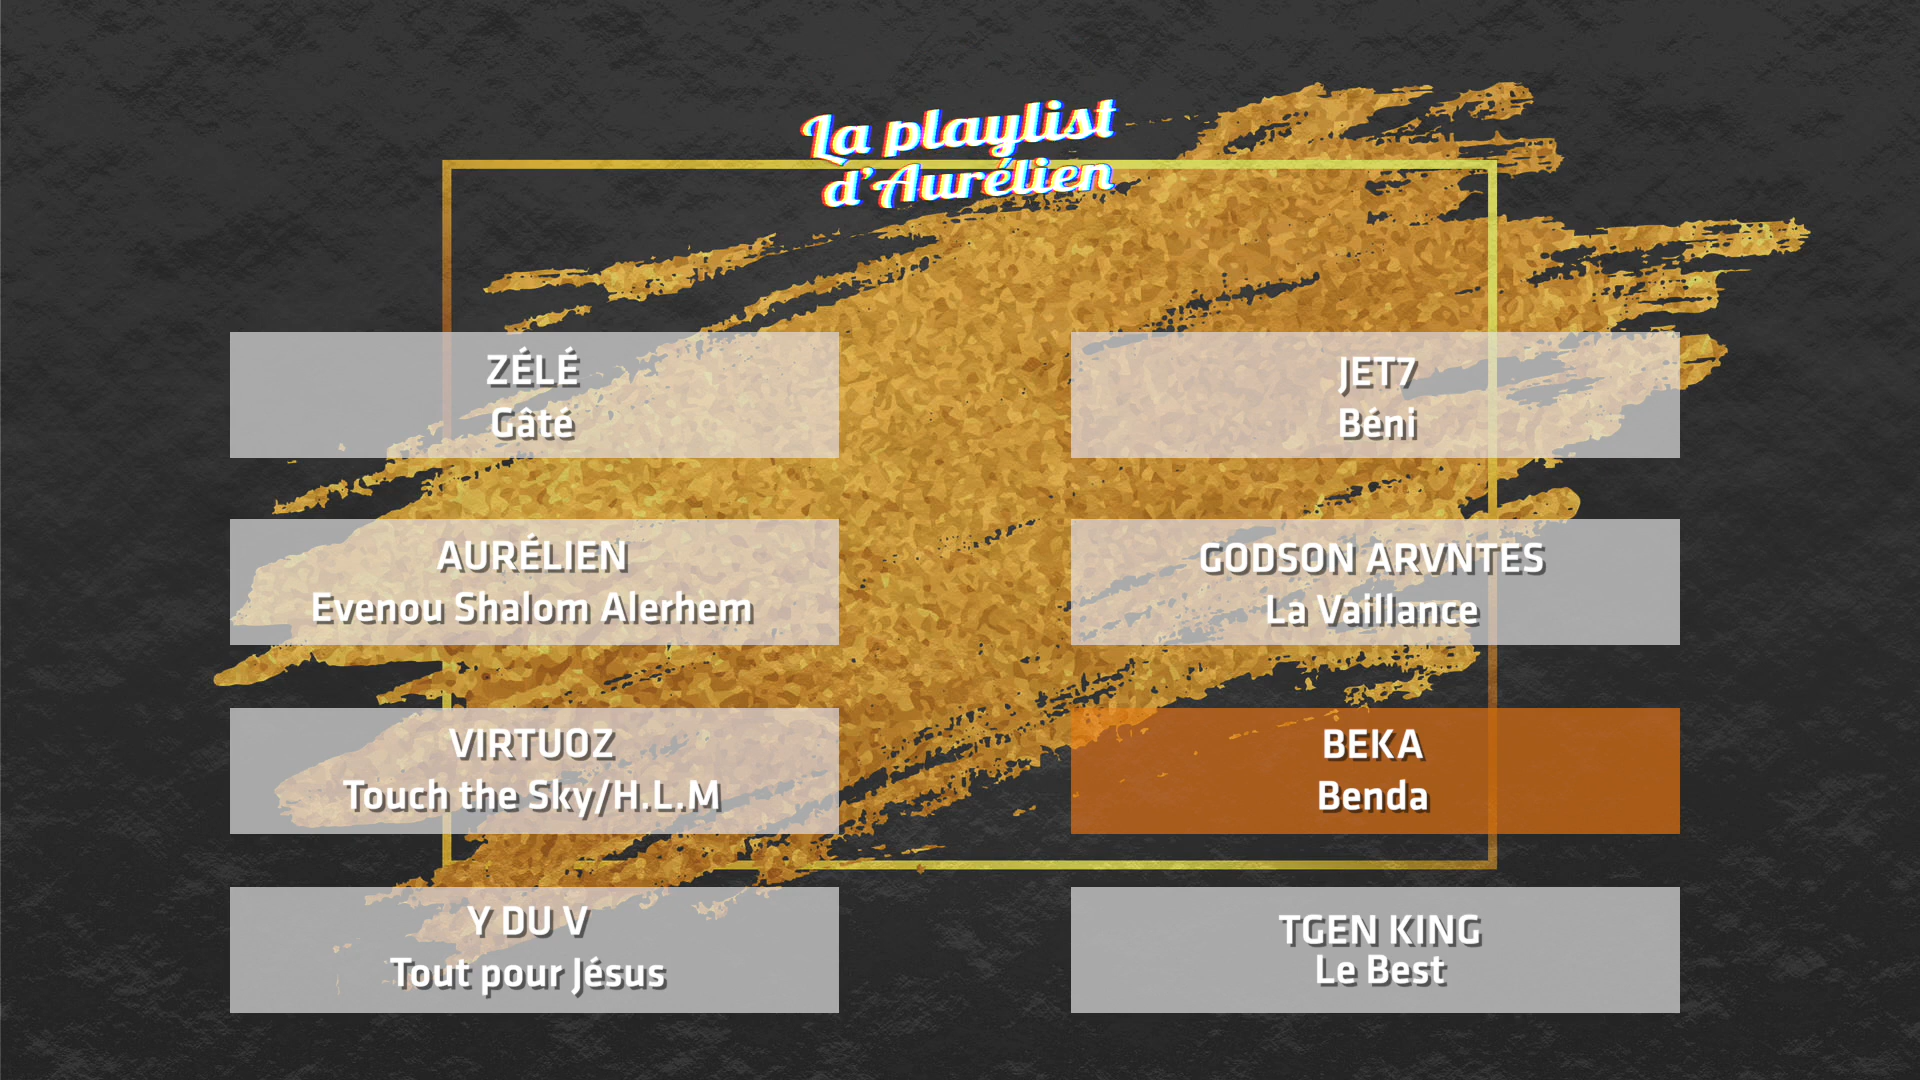 La playlist
d'Aurélien
ZÉLÉ
Gâté
JET7
Béni
AURÉLIEN
Evenou Shalom Alerhem
GODSON ARVNTES
La Vaillance
VIRTUOZ
Touch the Sky/H.L.M
BEKA
Benda
Y DU V
Tout pour Jésus
TGEN KING
Le Best